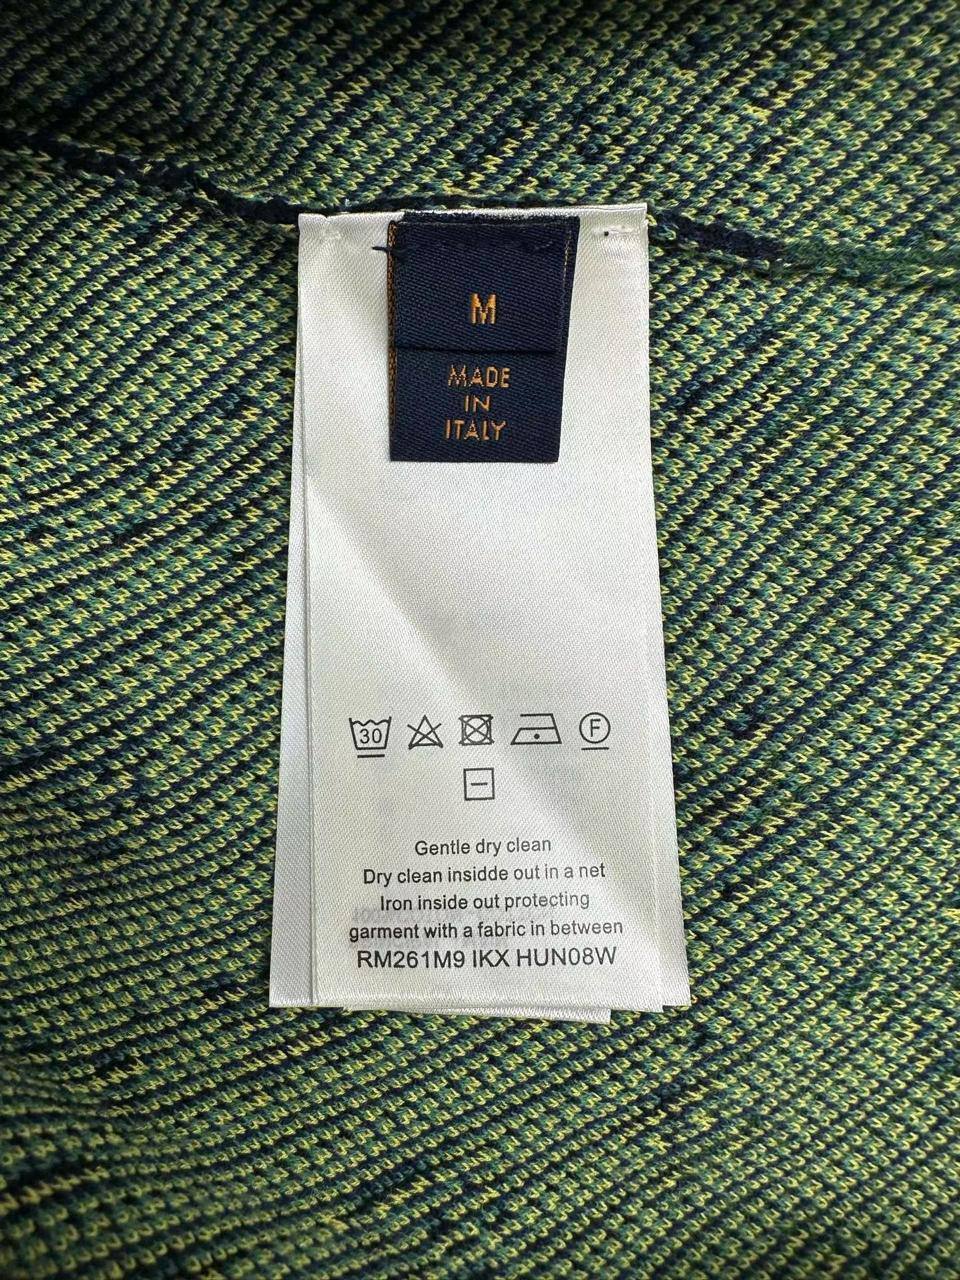 M
MADE
IN
ITALY
30
F
Gentle dry clean
Dry clean insidde out in a net
Iron inside out protecting
garment with a fabric in between
RM261M9 IKX HUN08W